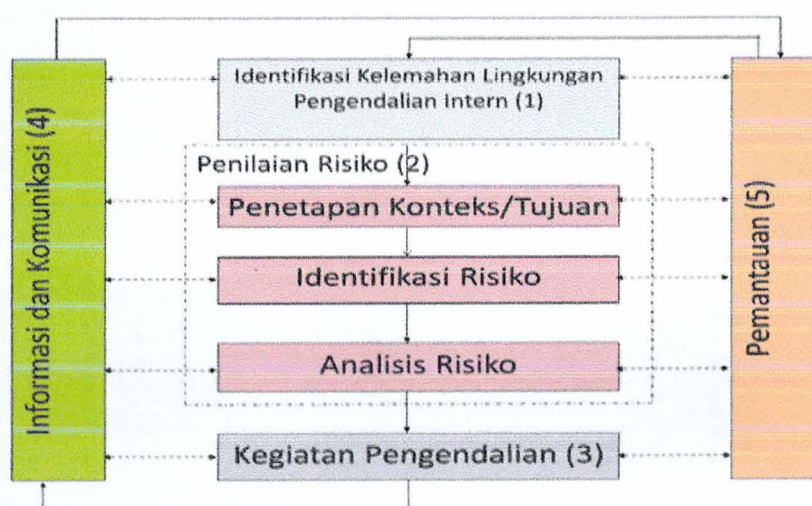 Identifikasi Kelemahan Lingkungan
Pengendalian Intern (1)
Penilaian Risiko (2)
Penetapan Konteks/Tujuan
Identifikasi Risiko
Analisis Risiko
Kegiatan Pengendalian (3)
Informasi dan Komunikasi (4)
Pemantauan (5)